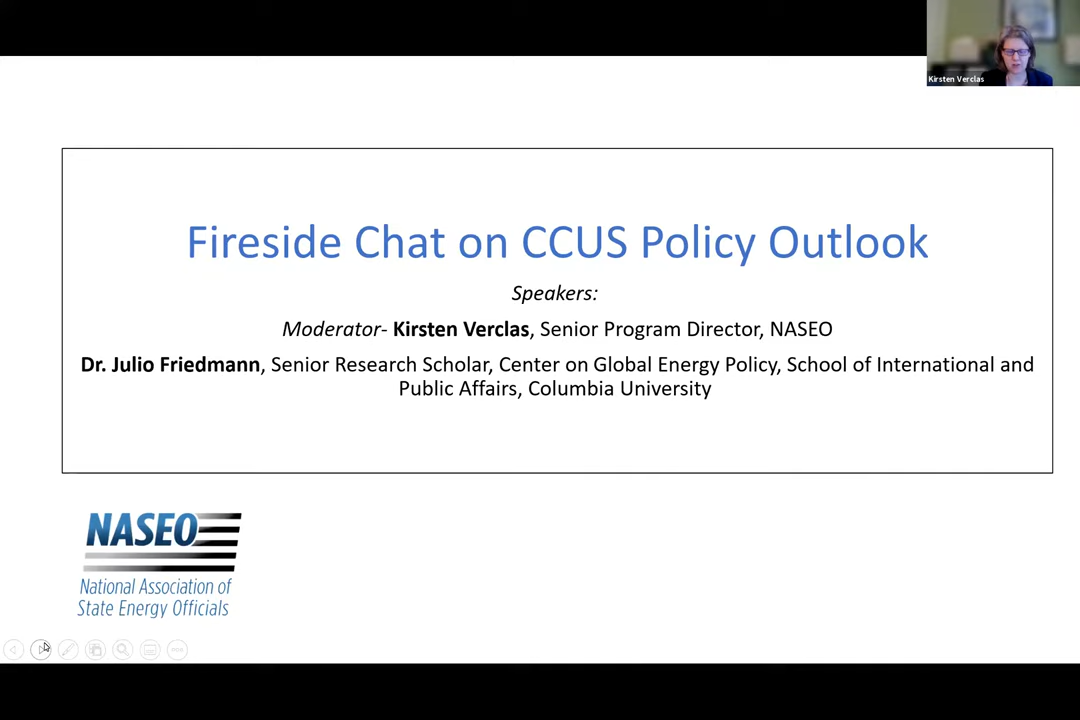 Kirsten Verclas
Fireside Chat on CCUS Policy Outlook
Speakers:
Moderator- Kirsten Verclas, Senior Program Director, NASEO
Dr. Julio Friedmann, Senior Research Scholar, Center on Global Energy Policy, School of International and
Public Affairs, Columbia University
NASEO
National Association of
State Energy Officials